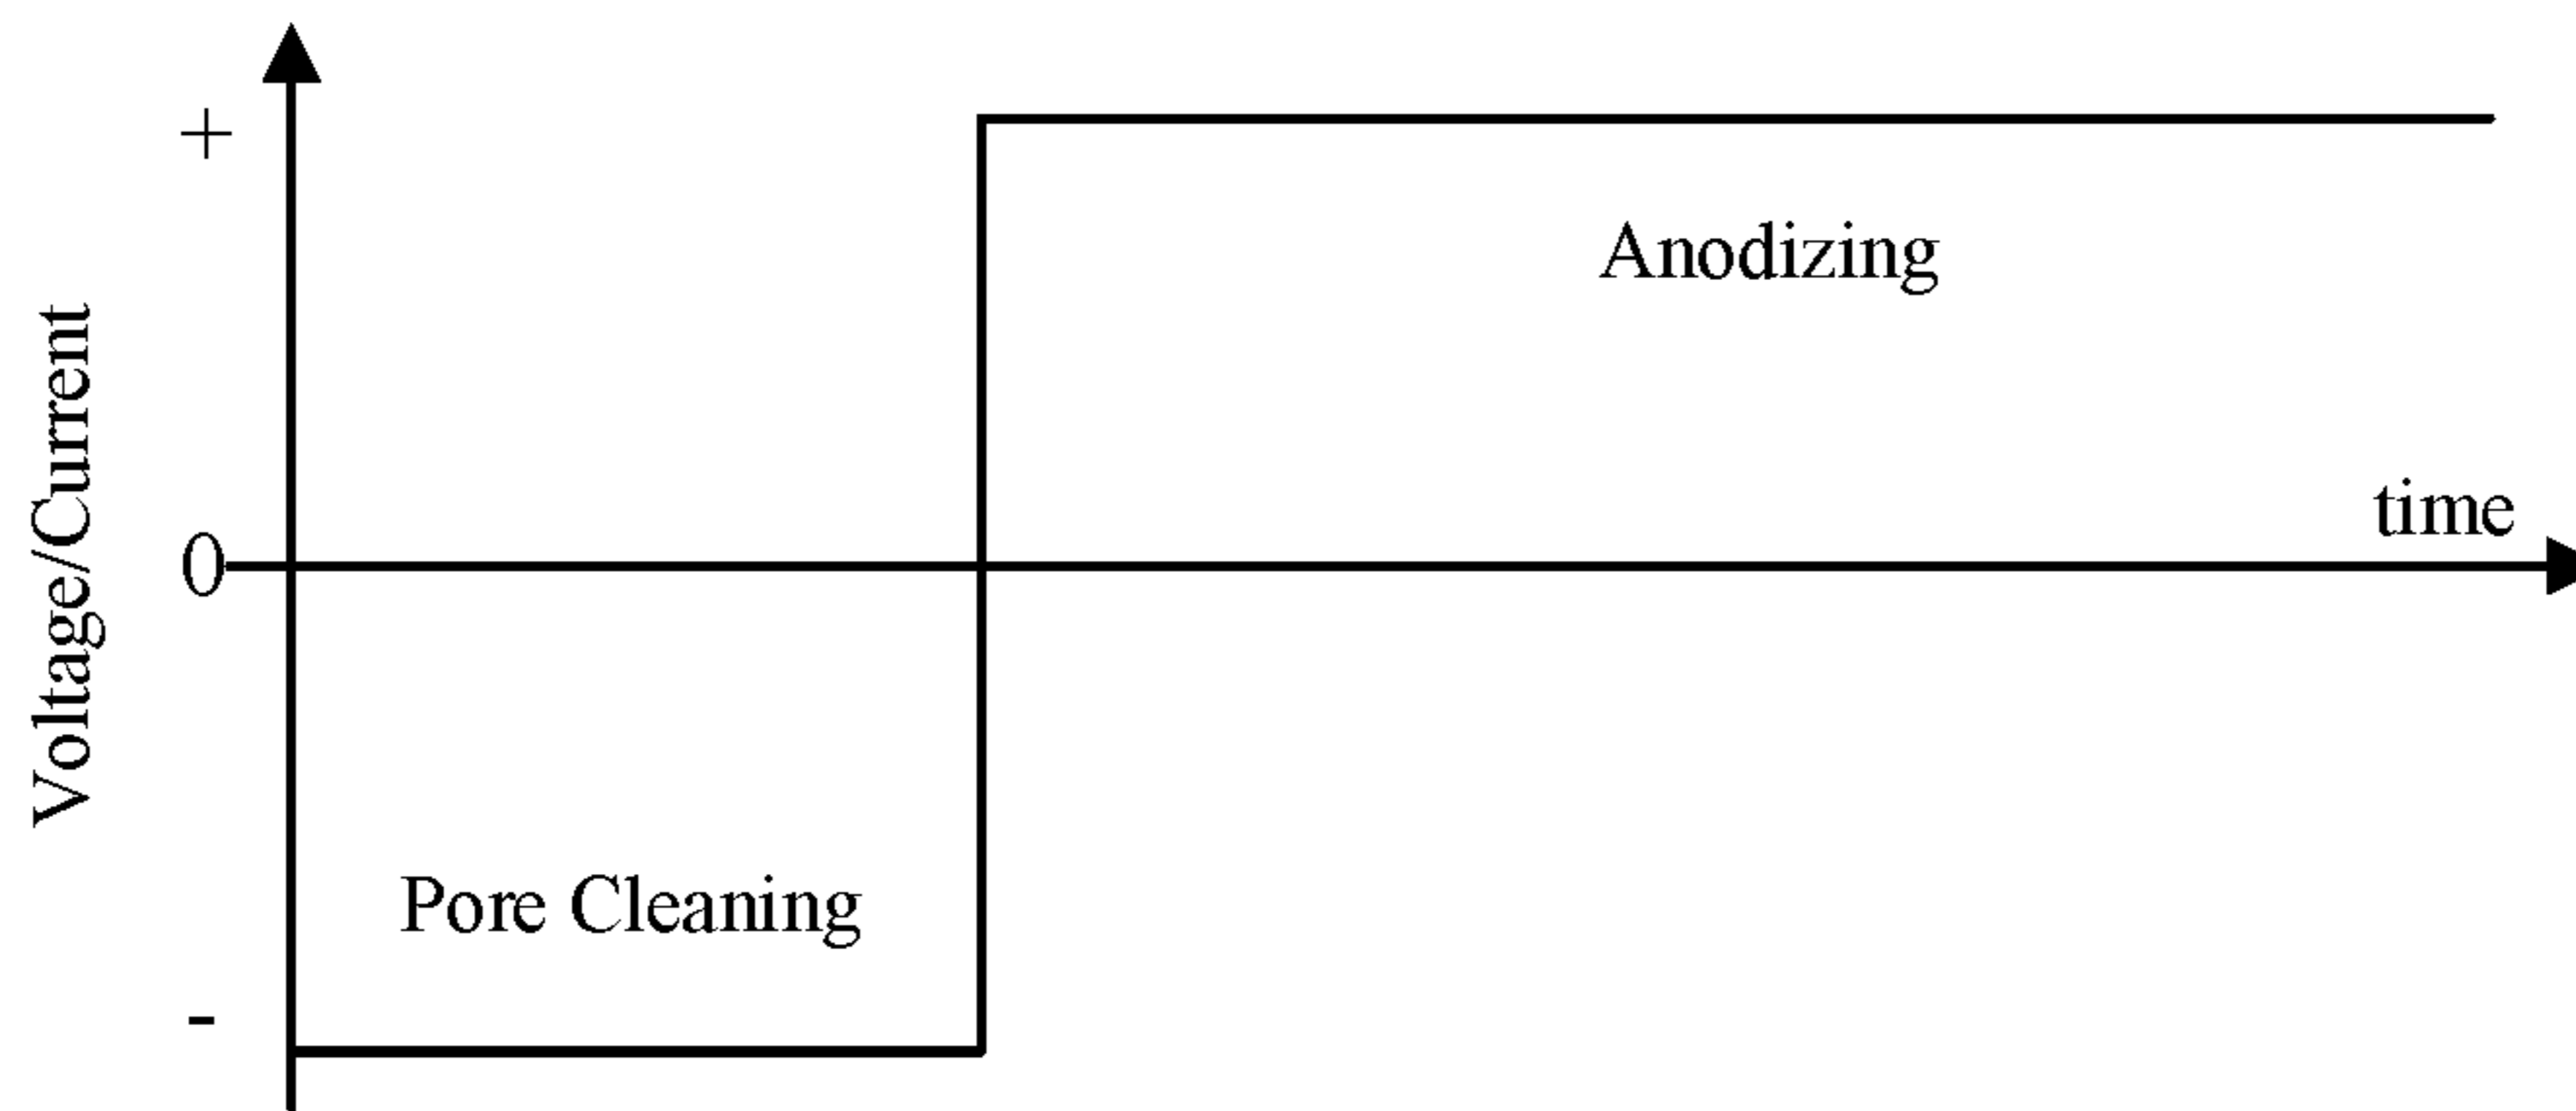 +
Anodizing
Voltage/Current
time
0
Pore Cleaning
-